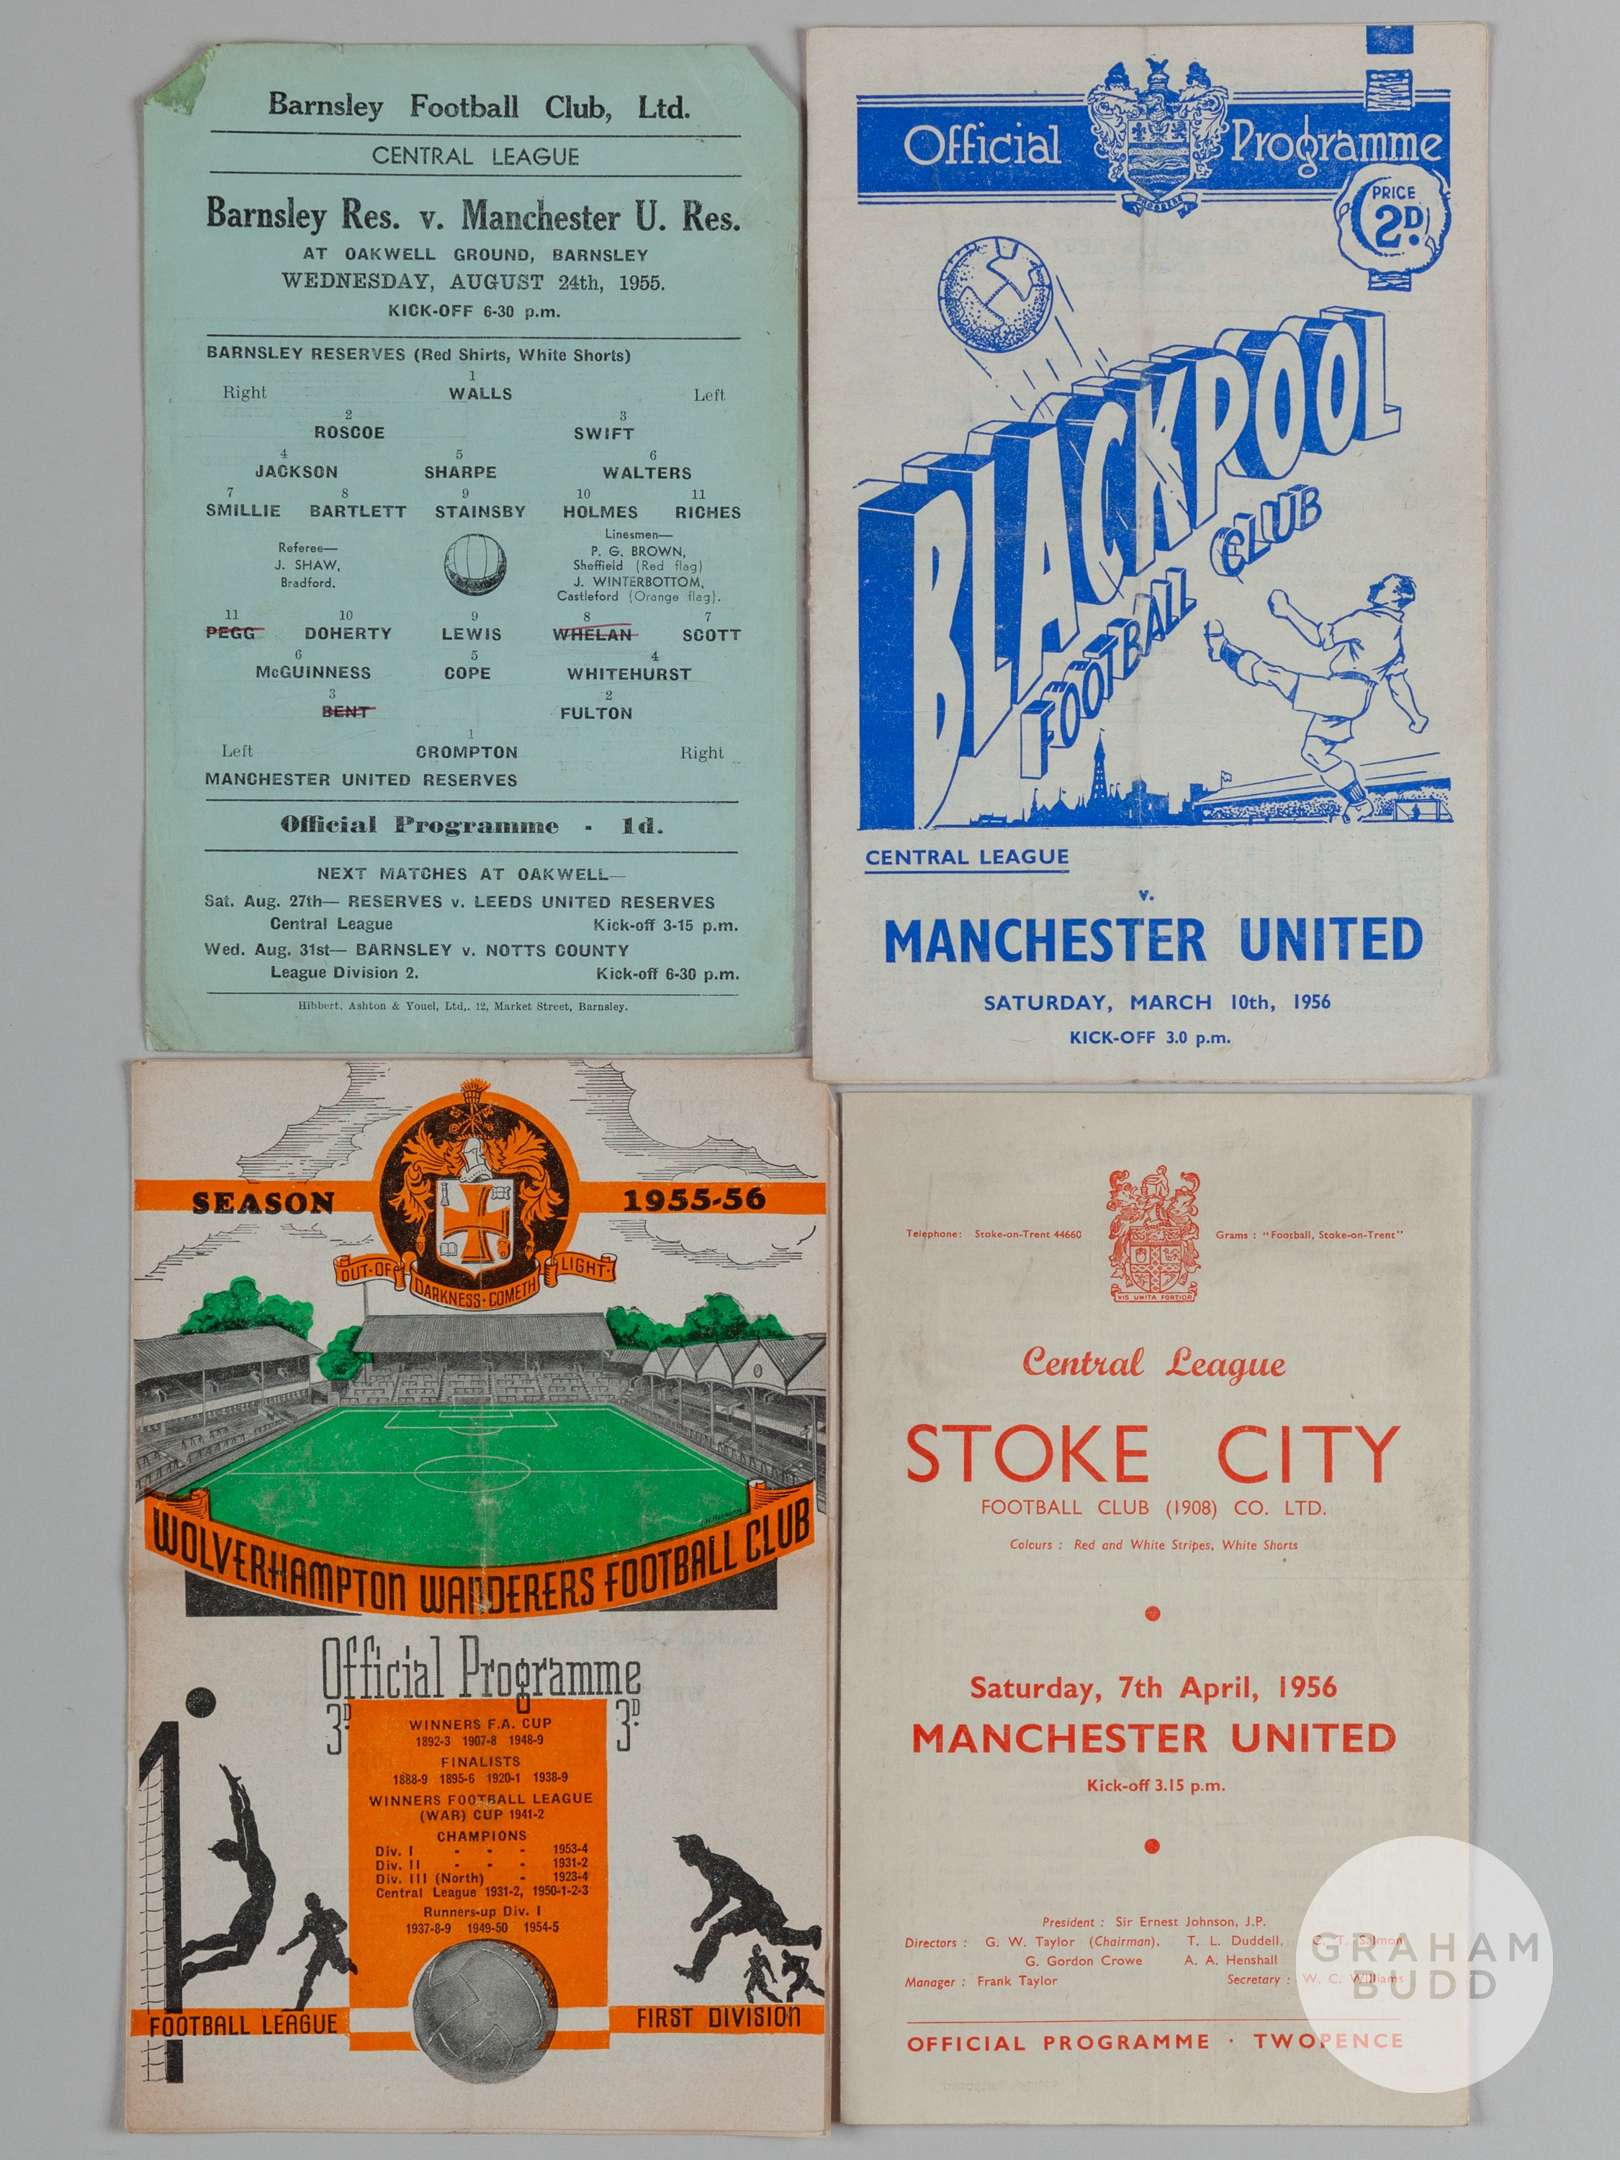 Barnsley Football Club, Ltd.
CENTRAL LEAGUE
Barnsley Res. v. Manchester U. Res.
AT OAKWELL GROUND, BARNSLEY
WEDNESDAY, AUGUST 24th, 1955.
KICK-OFF 6-30 p.m.
BARNSLEY RESERVES (Red Shirts, White Shorts)
1
Right WALLS Left
2 3
ROSCOE SWIFT
4 5 6
JACKSON SHARPE WALTERS
7 8 9 10 11
SMILLIE BARTLETT STAINSBY HOLMES RICHES
Referee—
J. SHAW,
Bradford.
Linesmen—
P. G. BROWN,
Sheffield (Red flag)
J. WINTERBOTTOM,
Castleford (Orange flag).
11 10 9 8 7
PEGG DOHERTY LEWIS WHELAN SCOTT
6 5 4
McGUINNESS COPE WHITEHURST
3 2
BENT FULTON
1
Left CROMPTON Right
MANCHESTER UNITED RESERVES
Official Programme - 1d.
NEXT MATCHES AT OAKWELL—
Sat. Aug. 27th— RESERVES v. LEEDS UNITED RESERVES
Central League Kick-off 3-15 p.m.
Wed. Aug. 31st— BARNSLEY v. NOTTS COUNTY
League Division 2. Kick-off 6-30 p.m.
Hibbert, Ashton & Youel, Ltd., 12, Market Street, Barnsley.
Official Programme
PROGRESS
PRICE
2D.
BLACKPOOL
FOOTBALL CLUB
CENTRAL LEAGUE
v.
MANCHESTER UNITED
SATURDAY, MARCH 10th, 1956
KICK-OFF 3.0 p.m.
SEASON 1955-56
OUT·OF DARKNESS·COMETH LIGHT·
WOLVERHAMPTON WANDERERS FOOTBALL CLUB
Official Programme
3D. 3D.
WINNERS F.A. CUP
1892-3 1907-8 1948-9
FINALISTS
1888-9 1895-6 1920-1 1938-9
WINNERS FOOTBALL LEAGUE
(WAR) CUP 1941-2
CHAMPIONS
Div. I - - - 1953-4
Div. II - - - 1931-2
Div. III (North) - 1923-4
Central League 1931-2, 1950-1-2-3
Runners-up Div. I
1937-8-9 1949-50 1954-5
FOOTBALL LEAGUE FIRST DIVISION
Telephone: Stoke-on-Trent 44660
Grams: "Football, Stoke-on-Trent"
VIS UNITA FORTIOR
Central League
STOKE CITY
FOOTBALL CLUB (1908) CO. LTD.
Colours: Red and White Stripes, White Shorts
Saturday, 7th April, 1956
MANCHESTER UNITED
Kick-off 3.15 p.m.
President: Sir Ernest Johnson, J.P.
Directors: G. W. Taylor (Chairman), T. L. Duddell, C. T. Salmon
G. Gordon Crowe A. A. Henshall
Manager: Frank Taylor Secretary: W. C. Williams
OFFICIAL PROGRAMME · TWOPENCE
GRAHAM
BUDD